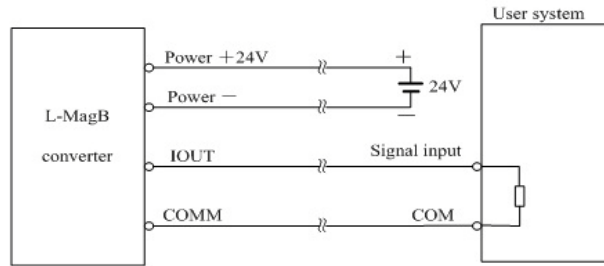 User system
Power +24V
+
24V
Power －
－
L-MagB
converter
IOUT
Signal input
COMM
COM